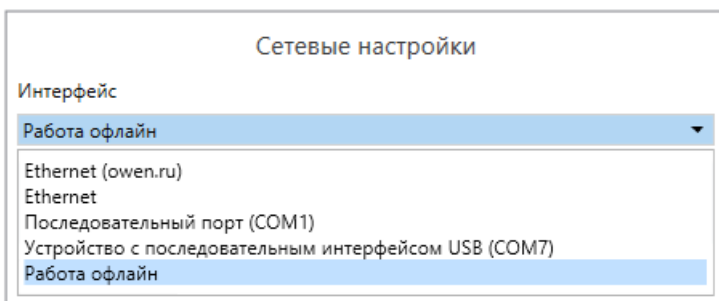 Сетевые настройки
Интерфейс
Работа офлайн
Ethernet (owen.ru)
Ethernet
Последовательный порт (COM1)
Устройство с последовательным интерфейсом USB (COM7)
Работа офлайн